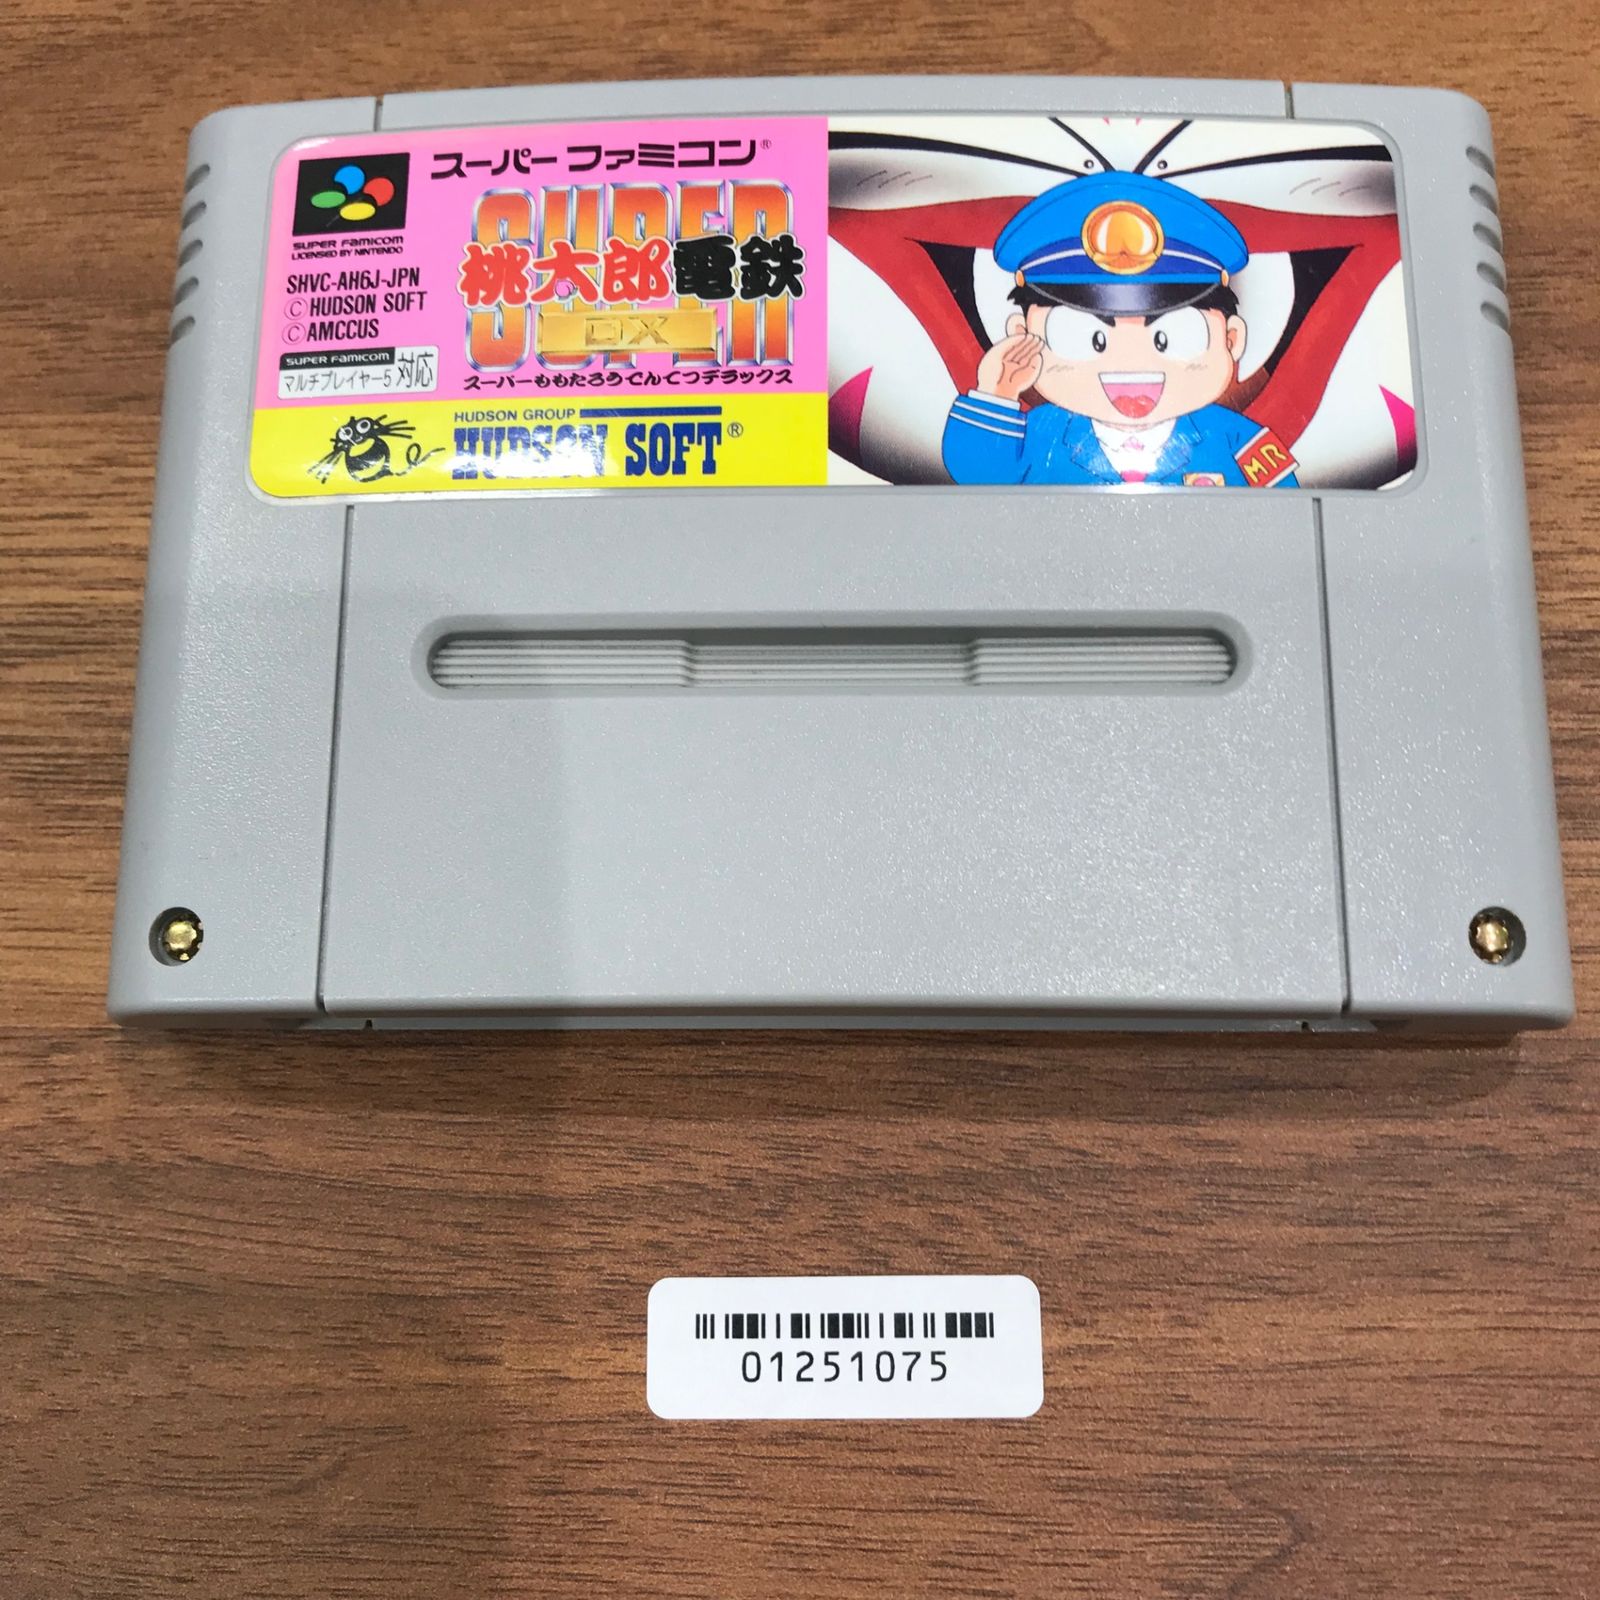 スーパーファミコン®
SUPER
桃太郎電鉄
DX
スーパーももたろうでんてつデラックス
SUPER FAMICOM
LICENSED BY NINTENDO
SHVC-AH6J-JPN
© HUDSON SOFT
© AMCCUS
SUPER FAMICOM
マルチプレイヤー5 対応
HUDSON GROUP
HUDSON SOFT®
MR
01251075